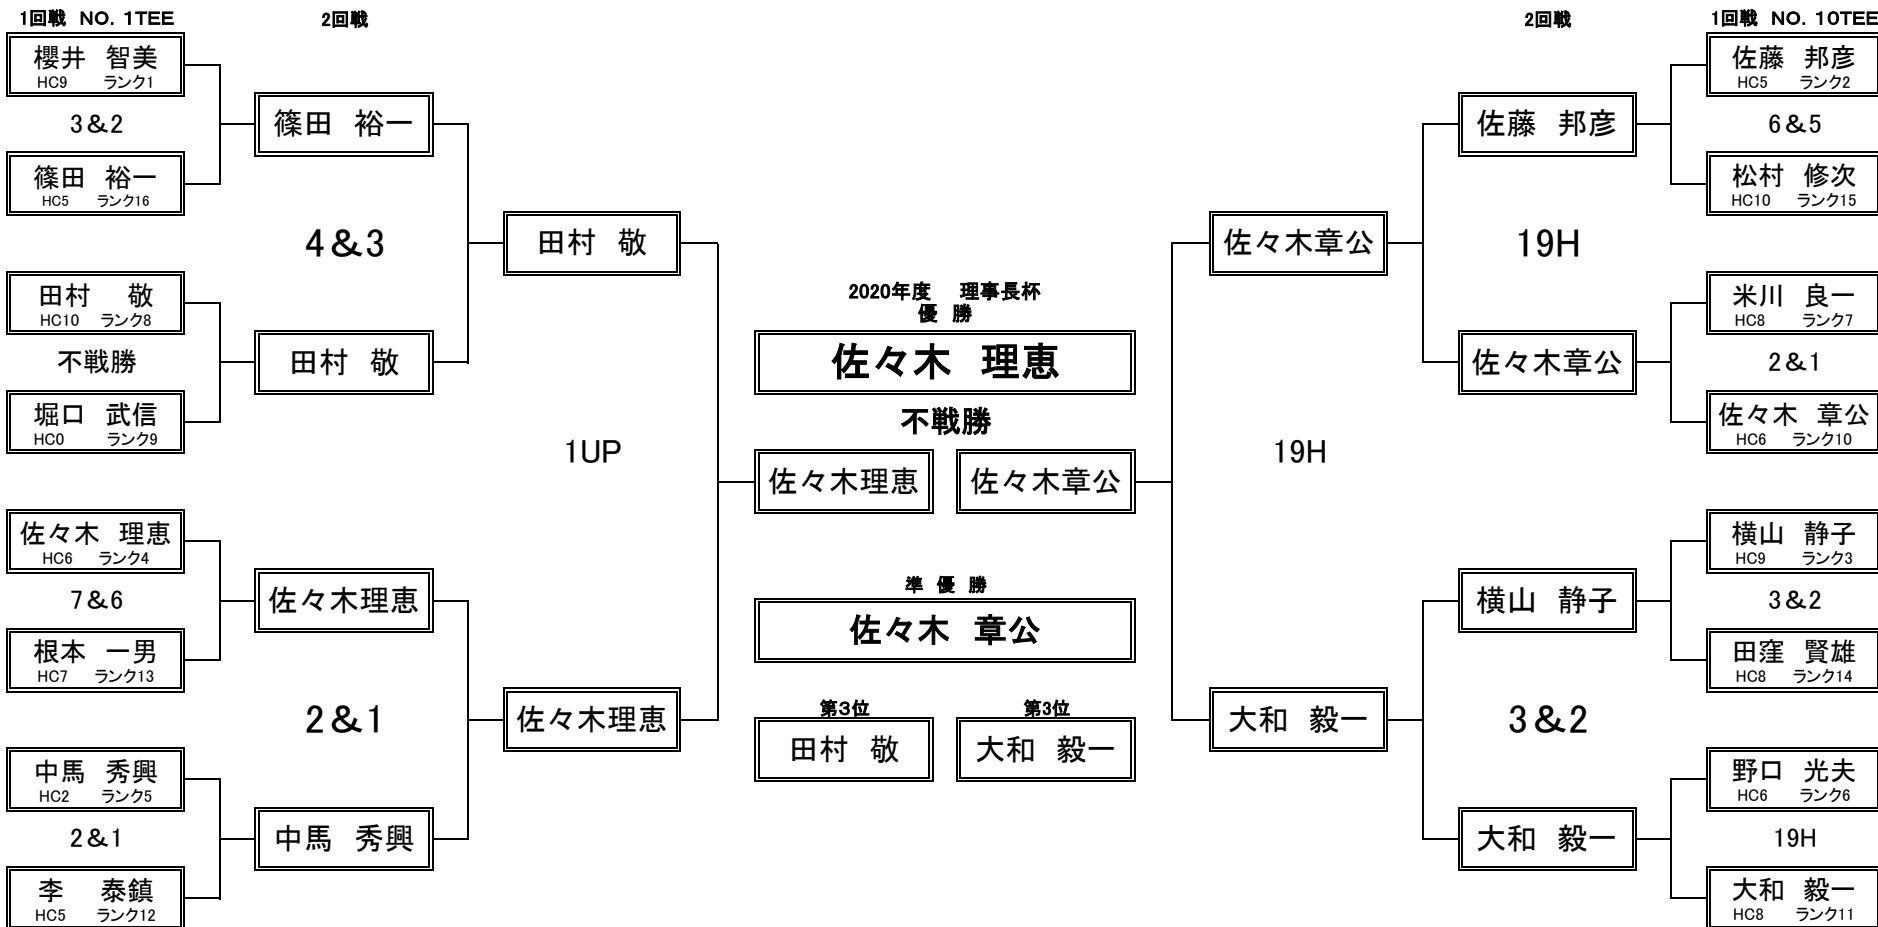 1回戦 NO. 1TEE
2回戦
2回戦
1回戦 NO. 10TEE
櫻井 智美
HC9 ランク1
3&2
篠田 裕一
HC5 ランク16
田村 敬
HC10 ランク8
不戦勝
堀口 武信
HC0 ランク9
佐々木 理恵
HC6 ランク4
7&6
根本 一男
HC7 ランク13
中馬 秀興
HC2 ランク5
2&1
李 泰鎮
HC5 ランク12
篠田 裕一
4&3
田村 敬
佐々木理恵
2&1
中馬 秀興
田村 敬
1UP
佐々木理恵
2020年度 理事長杯
優 勝
佐々木 理恵
不戦勝
佐々木理恵
佐々木章公
準 優 勝
佐々木 章公
第3位
第3位
田村 敬
大和 毅一
佐々木章公
19H
大和 毅一
佐藤 邦彦
19H
佐々木章公
横山 静子
3&2
大和 毅一
佐藤 邦彦
HC5 ランク2
6&5
松村 修次
HC10 ランク15
米川 良一
HC8 ランク7
2&1
佐々木 章公
HC6 ランク10
横山 静子
HC9 ランク3
3&2
田窪 賢雄
HC8 ランク14
野口 光夫
HC6 ランク6
19H
大和 毅一
HC8 ランク11